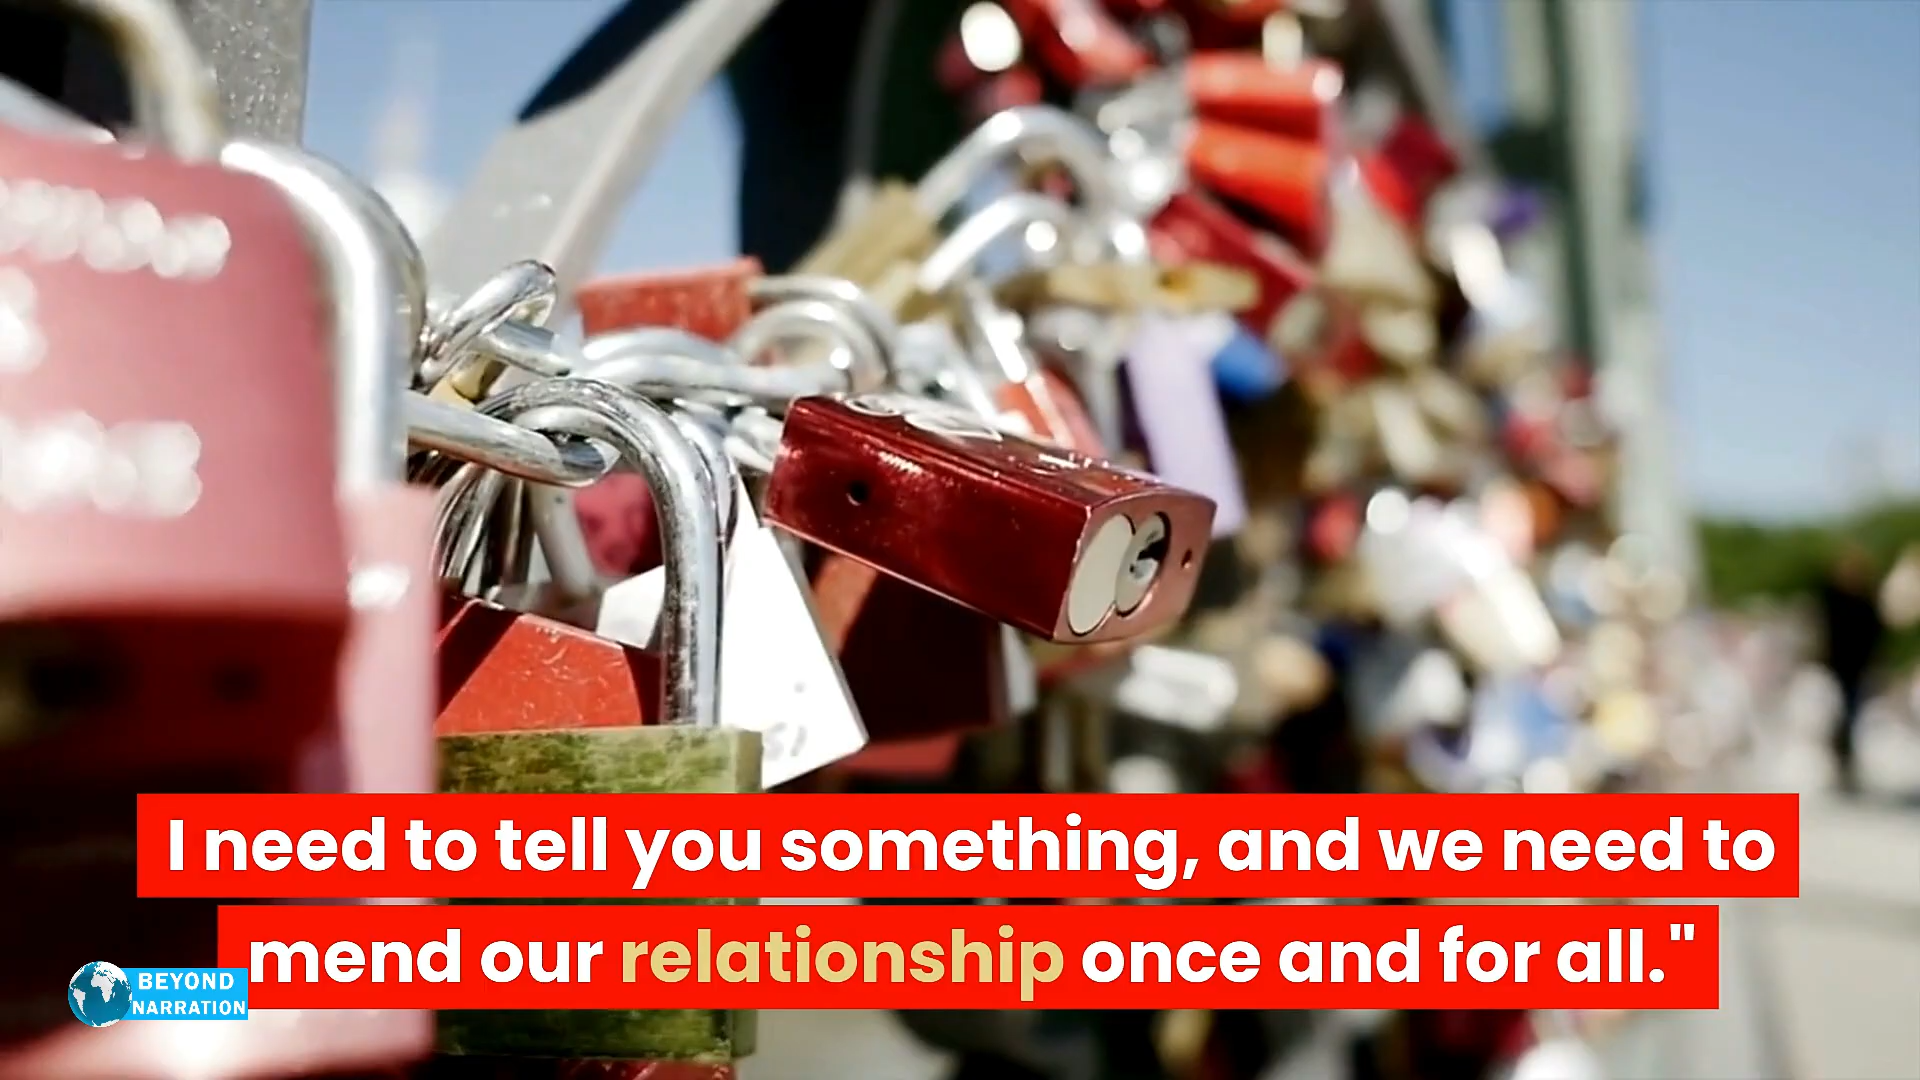 I need to tell you something, and we need to
mend our relationship once and for all."
BEYOND
NARRATION